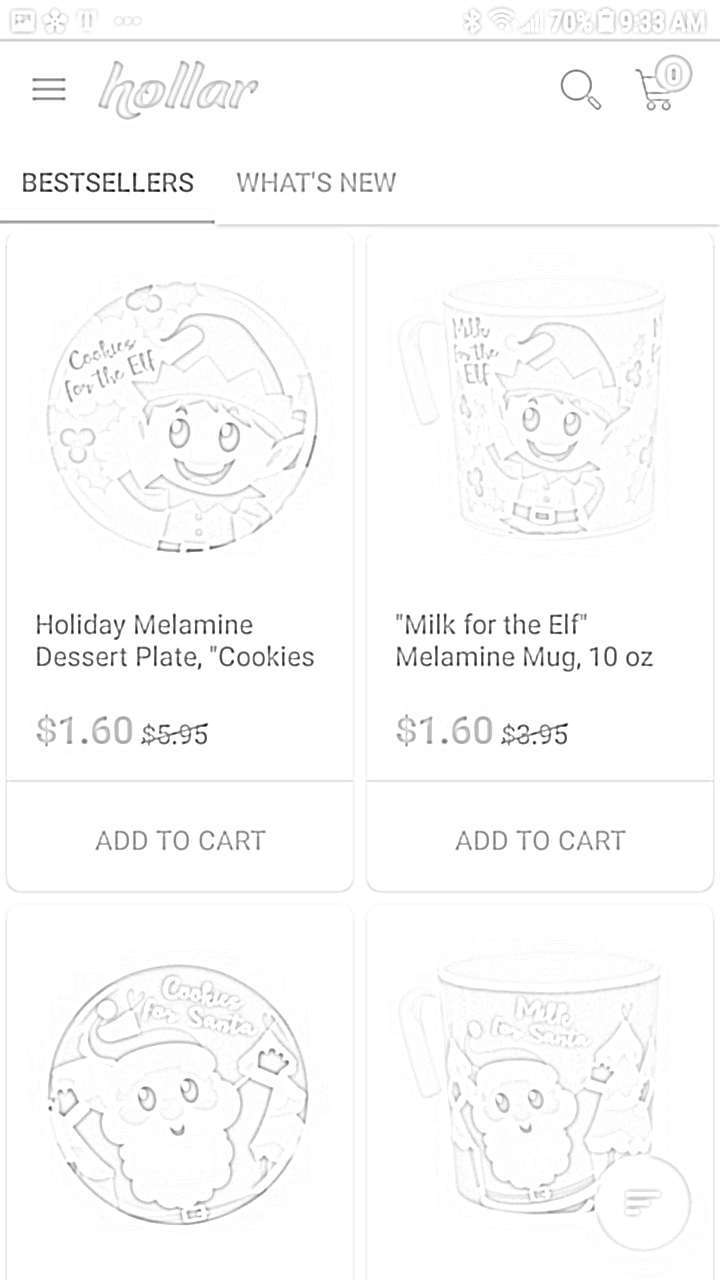 70% 9:33 AM
hollar
0
BESTSELLERS WHAT'S NEW
Cookies
for the Elf
Milk
for the
Elf
Holiday Melamine
Dessert Plate, "Cookies
$1.60 $5.95
ADD TO CART
"Milk for the Elf"
Melamine Mug, 10 oz
$1.60 $3.95
ADD TO CART
Cookies
for Santa
Milk
for Santa